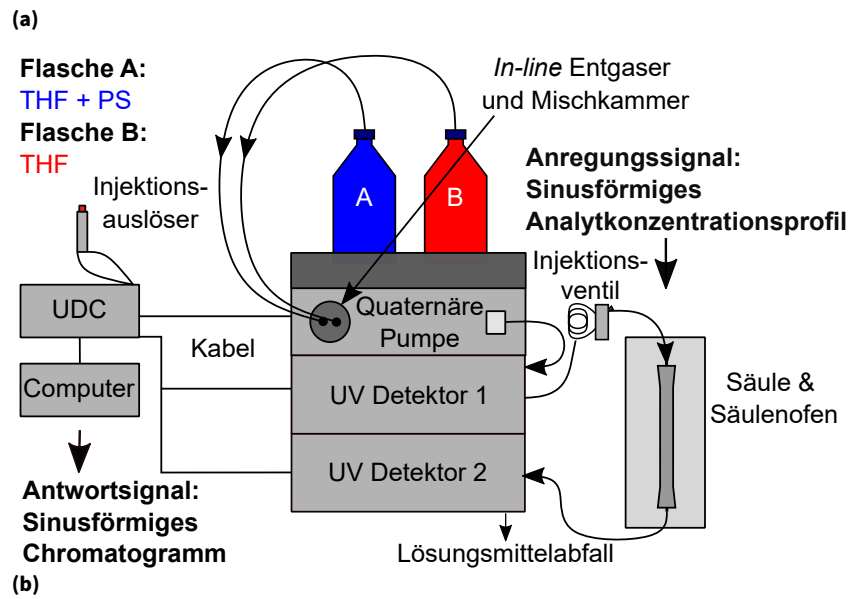 (a)
Flasche A:
THF + PS
Flasche B:
THF
In-line Entgaser
und Mischkammer
Injektions-
auslöser
A
B
Anregungssignal:
Sinusförmiges
Analytkonzentrationsprofil
Injektions-
ventil
UDC
Quaternäre
Pumpe
Kabel
Computer
UV Detektor 1
Säule &
Säulenofen
UV Detektor 2
Antwortsignal:
Sinusförmiges
Chromatogramm
Lösungsmittelabfall
(b)